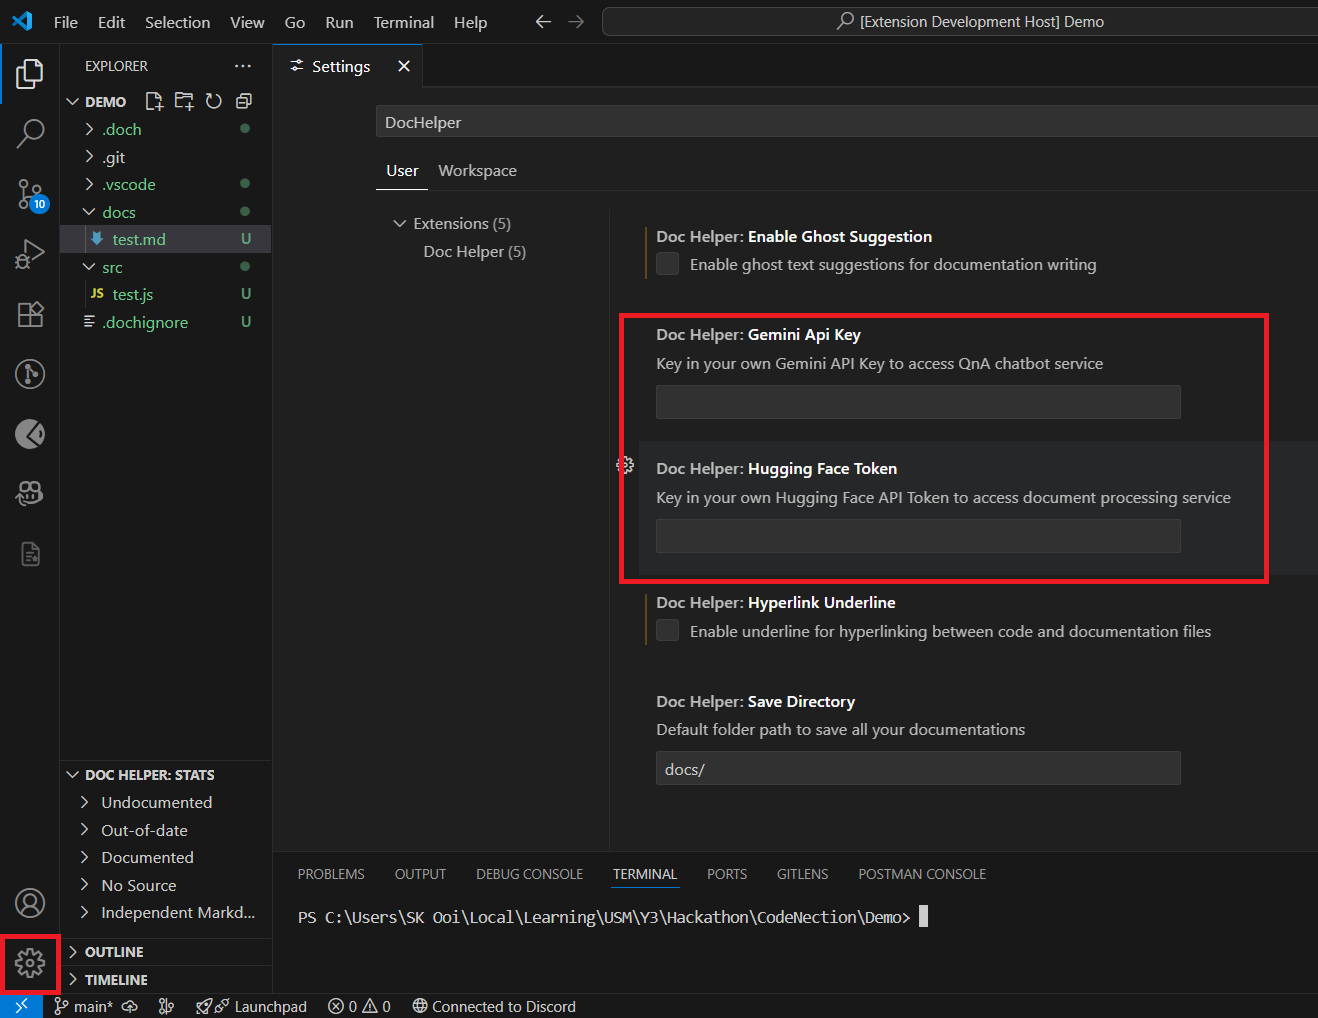 File Edit Selection View Go Run Terminal Help
[Extension Development Host] Demo
EXPLORER
Settings
DEMO
.doch
.git
.vscode
docs
test.md U
src
JS test.js U
.dochignore U
10
DocHelper
User Workspace
Extensions (5)
Doc Helper (5)
Doc Helper: Enable Ghost Suggestion
Enable ghost text suggestions for documentation writing
Doc Helper: Gemini Api Key
Key in your own Gemini API Key to access QnA chatbot service
Doc Helper: Hugging Face Token
Key in your own Hugging Face API Token to access document processing service
Doc Helper: Hyperlink Underline
Enable underline for hyperlinking between code and documentation files
Doc Helper: Save Directory
Default folder path to save all your documentations
docs/
DOC HELPER: STATS
Undocumented
Out-of-date
Documented
No Source
Independent Markd...
OUTLINE
TIMELINE
PROBLEMS OUTPUT DEBUG CONSOLE TERMINAL PORTS GITLENS POSTMAN CONSOLE
PS C:\Users\SK Ooi\Local\Learning\USM\Y3\Hackathon\CodeNection\Demo>
main* Launchpad 0 0 Connected to Discord